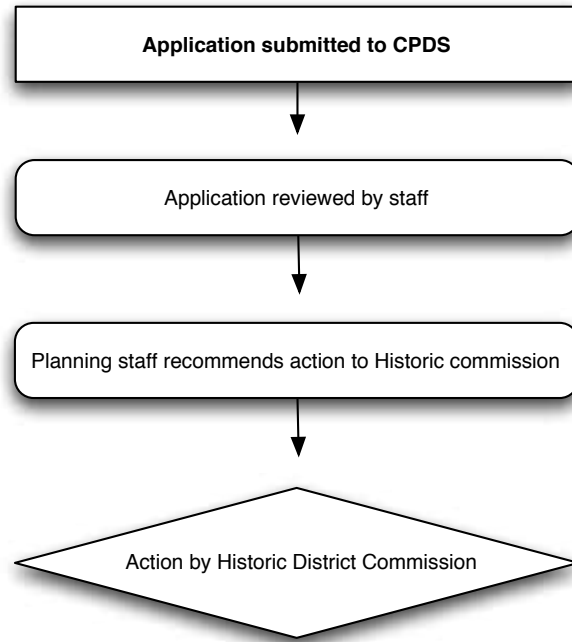 Application submitted to CPDS
Application reviewed by staff
Planning staff recommends action to Historic commission
Action by Historic District Commission